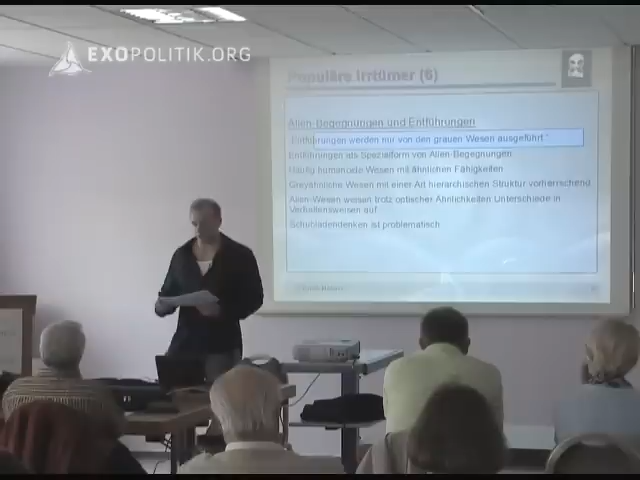 EXOPOLITIK.ORG
Populäre Irrtümer (6)
Alien-Begegnungen und Entführungen
"Entführungen werden nur von den grauen Wesen ausgeführt."
Entführungen als Spezialform von Alien-Begegnungen
Häufig humanoide Wesen mit ähnlichen Fähigkeiten
Greyähnliche Wesen mit einer Art hierarchischen Struktur vorherrschend
Alien-Wesen weisen trotz optischer Ähnlichkeiten Unterschiede in
Verhaltensweisen auf
Schubladendenken ist problematisch